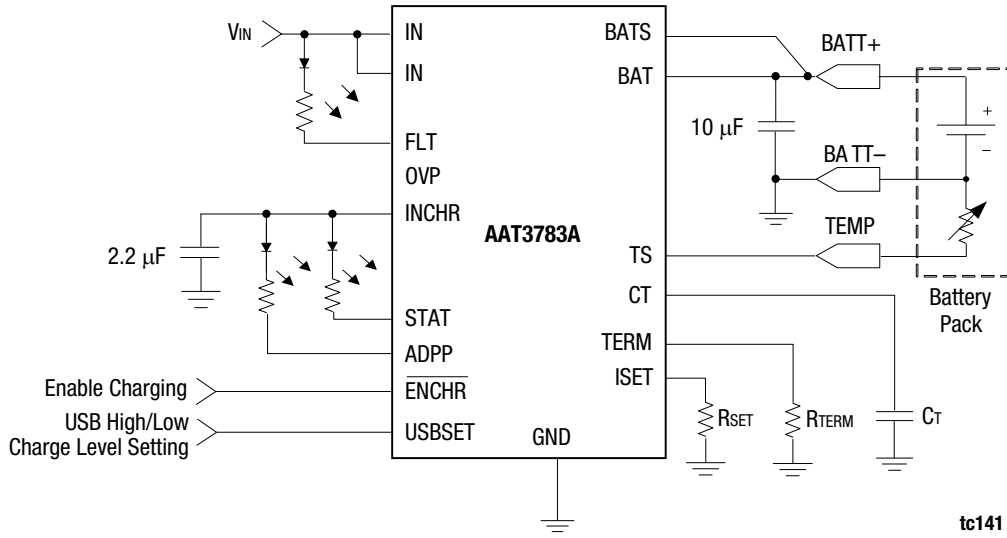 VIN
IN
IN
FLT
OVP
INCHR
2.2 μF
STAT
ADPP
Enable Charging
ENCHR
USB High/Low
Charge Level Setting
USBSET
AAT3783A
GND
BATS
BAT
TS
CT
TERM
ISET
BATT+
10 μF
BATT–
TEMP
+
–
Battery
Pack
RSET
RTERM
CT
tc141